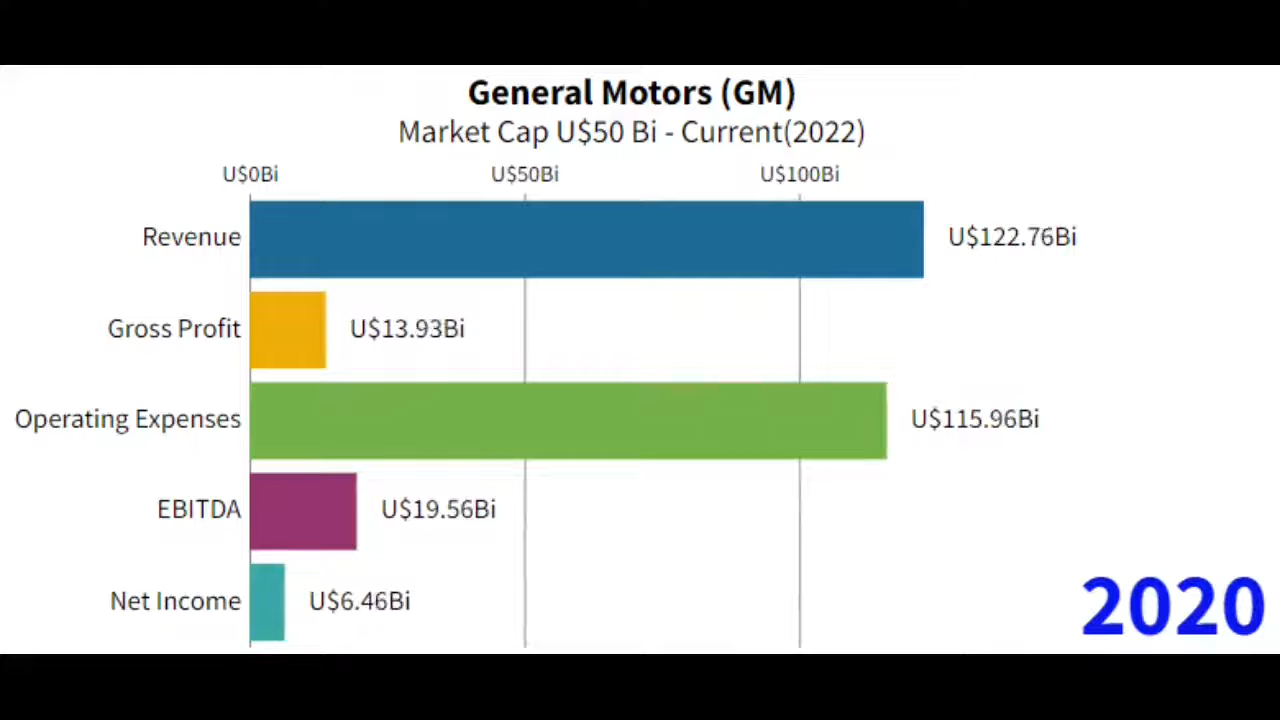 General Motors (GM)
Market Cap U$50 Bi - Current(2022)
U$0Bi U$50Bi U$100Bi
Revenue U$122.76Bi
Gross Profit U$13.93Bi
Operating Expenses U$115.96Bi
EBITDA U$19.56Bi
Net Income U$6.46Bi
2020